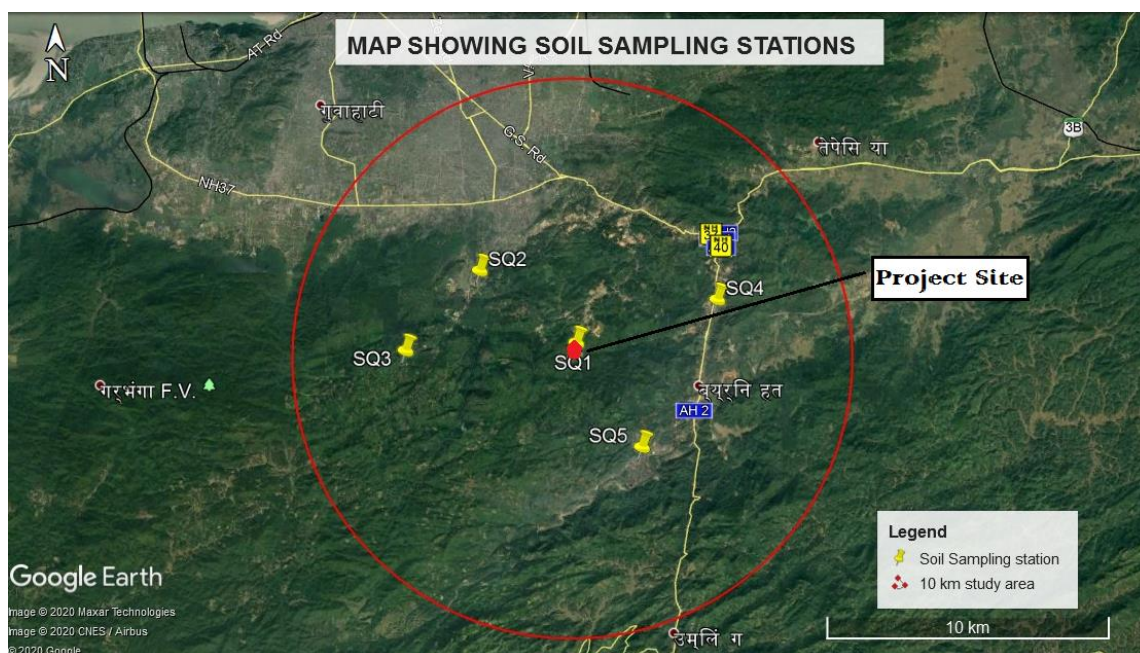 MAP SHOWING SOIL SAMPLING STATIONS
N
AT-Rd
गुवाहाटी
G.S. Rd
3B
तेपेसि या
NH37
40
SQ2
SQ4
Project Site
SQ3
SQ1
गर्भंगा F.V.
ब्यूर्नि हत
AH 2
SQ5
Legend
Soil Sampling station
10 km study area
Google Earth
Image © 2020 Maxar Technologies
Image © 2020 CNES / Airbus
© 2020 Google
उमलिं ग
10 km